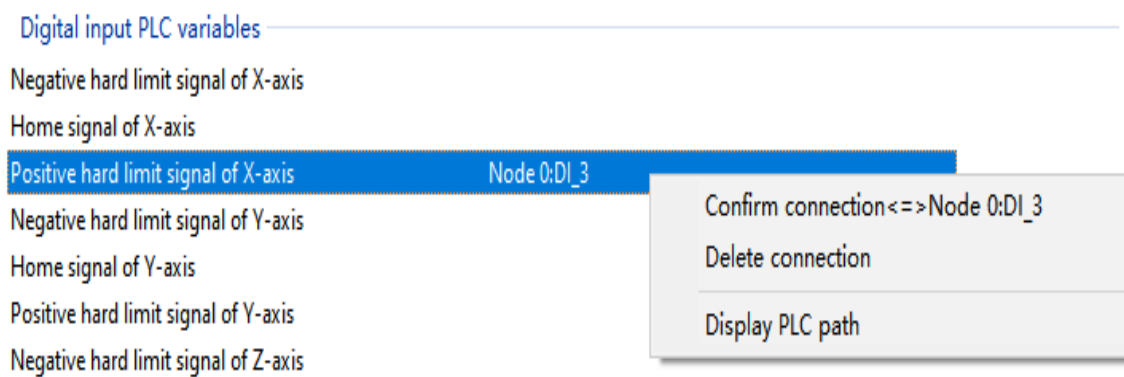 Digital input PLC variables
Negative hard limit signal of X-axis
Home signal of X-axis
Positive hard limit signal of X-axis Node 0:DI_3
Confirm connection<=>Node 0:DI_3
Negative hard limit signal of Y-axis
Delete connection
Home signal of Y-axis
Positive hard limit signal of Y-axis
Display PLC path
Negative hard limit signal of Z-axis